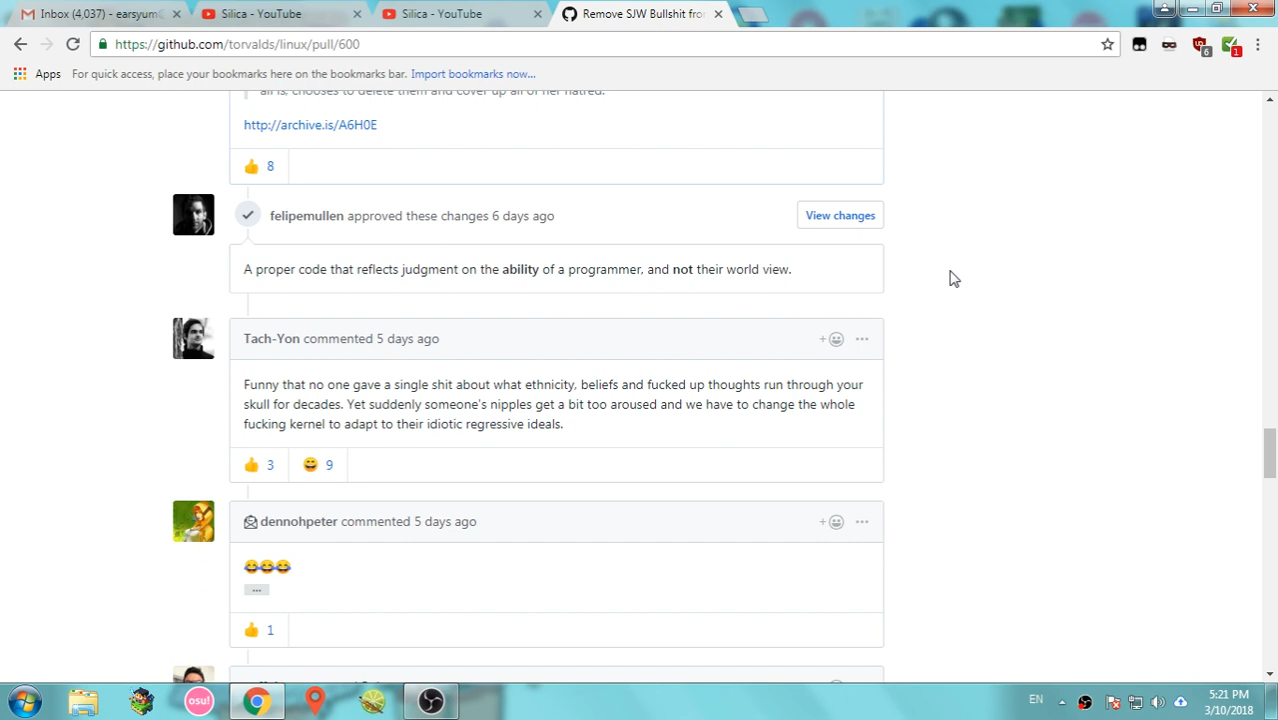 Inbox (4,037) - earsyum
Silica - YouTube
Silica - YouTube
Remove SJW Bullshit fro
https://github.com/torvalds/linux/pull/600
6
1
Apps
For quick access, place your bookmarks here on the bookmarks bar. Import bookmarks now...
all is, chooses to delete them and cover up all of her hatred.
http://archive.is/A6H0E
8
felipemullen approved these changes 6 days ago
View changes
A proper code that reflects judgment on the ability of a programmer, and not their world view.
Tach-Yon commented 5 days ago
Funny that no one gave a single shit about what ethnicity, beliefs and fucked up thoughts run through your
skull for decades. Yet suddenly someone's nipples get a bit too aroused and we have to change the whole
fucking kernel to adapt to their idiotic regressive ideals.
3
9
dennohpeter commented 5 days ago
😂😂😂
...
1
osu!
EN
5:21 PM
3/10/2018